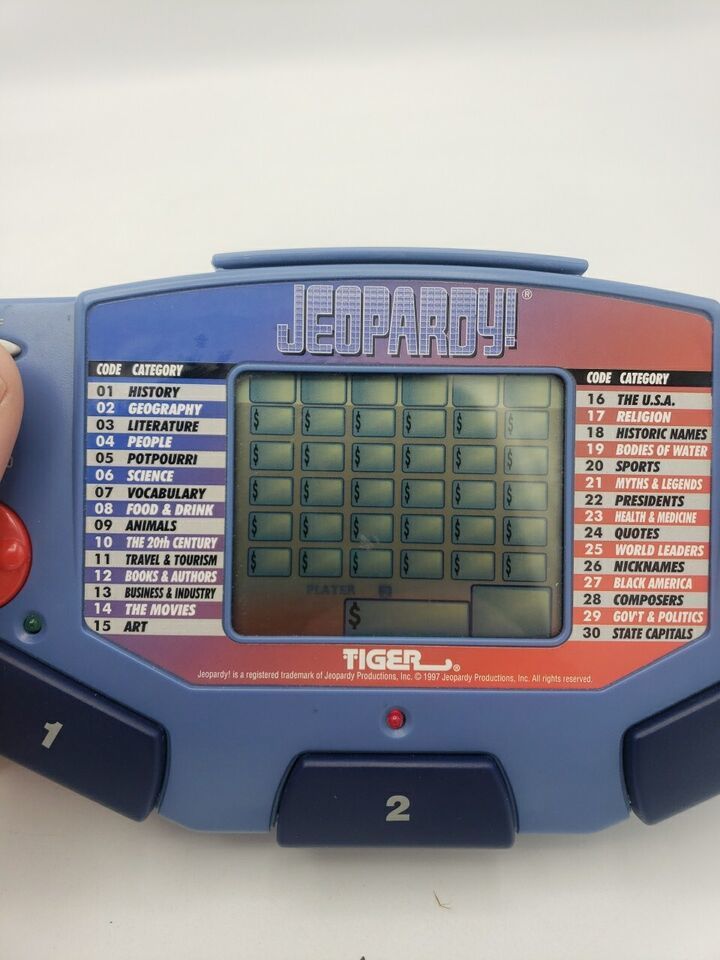 JEOPARDY!®
CODE CATEGORY
01 HISTORY
02 GEOGRAPHY
03 LITERATURE
04 PEOPLE
05 POTPOURRI
06 SCIENCE
07 VOCABULARY
08 FOOD & DRINK
09 ANIMALS
10 THE 20th CENTURY
11 TRAVEL & TOURISM
12 BOOKS & AUTHORS
13 BUSINESS & INDUSTRY
14 THE MOVIES
15 ART
$ $ $ $ $ $
$ $ $ $ $ $
$ $ $ $ $ $
$ $ $ $ $ $
$ $ $ $ $ $
PLAYER
$
CODE CATEGORY
16 THE U.S.A.
17 RELIGION
18 HISTORIC NAMES
19 BODIES OF WATER
20 SPORTS
21 MYTHS & LEGENDS
22 PRESIDENTS
23 HEALTH & MEDICINE
24 QUOTES
25 WORLD LEADERS
26 NICKNAMES
27 BLACK AMERICA
28 COMPOSERS
29 GOV'T & POLITICS
30 STATE CAPITALS
TIGER®
Jeopardy! is a registered trademark of Jeopardy Productions, Inc. © 1997 Jeopardy Productions, Inc. All rights reserved.
1
2